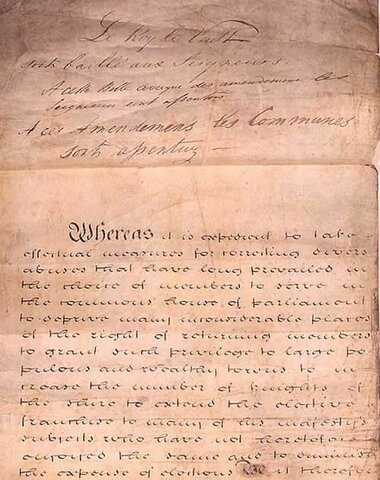 Le Roy le Veult
Soit baillé aux Seigneurs.
A ceste Bille avecque des amendemens les
Seigneurs sont assentus
A ces Amendemens les Communes
sont assentuz
Whereas it is expedient to take
effectual measures for correcting divers
abuses that have long prevailed in
the choice of members to serve in
the commons' house of parliament
to deprive many inconsiderable places
of the right of returning members
to grant such privilege to large po
pulous and wealthy towns to in
crease the number of knights of
the shire to extend the elective
franchise to many of his majesty's
subjects who have not heretofore
enjoyed the same and to diminish
the expense of elections Be it therefore